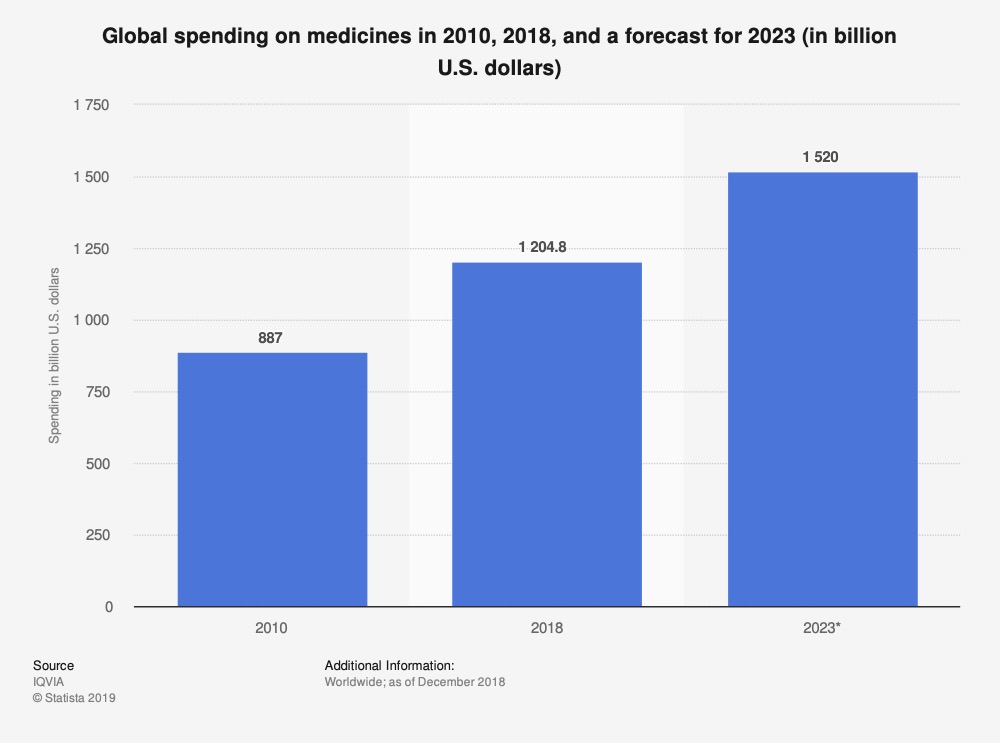 Global spending on medicines in 2010, 2018, and a forecast for 2023 (in billion
U.S. dollars)
Spending in billion U.S. dollars
1 750
1 500
1 250
1 000
750
500
250
0
887
1 204.8
1 520
2010
2018
2023*
Source
IQVIA
© Statista 2019
Additional Information:
Worldwide; as of December 2018